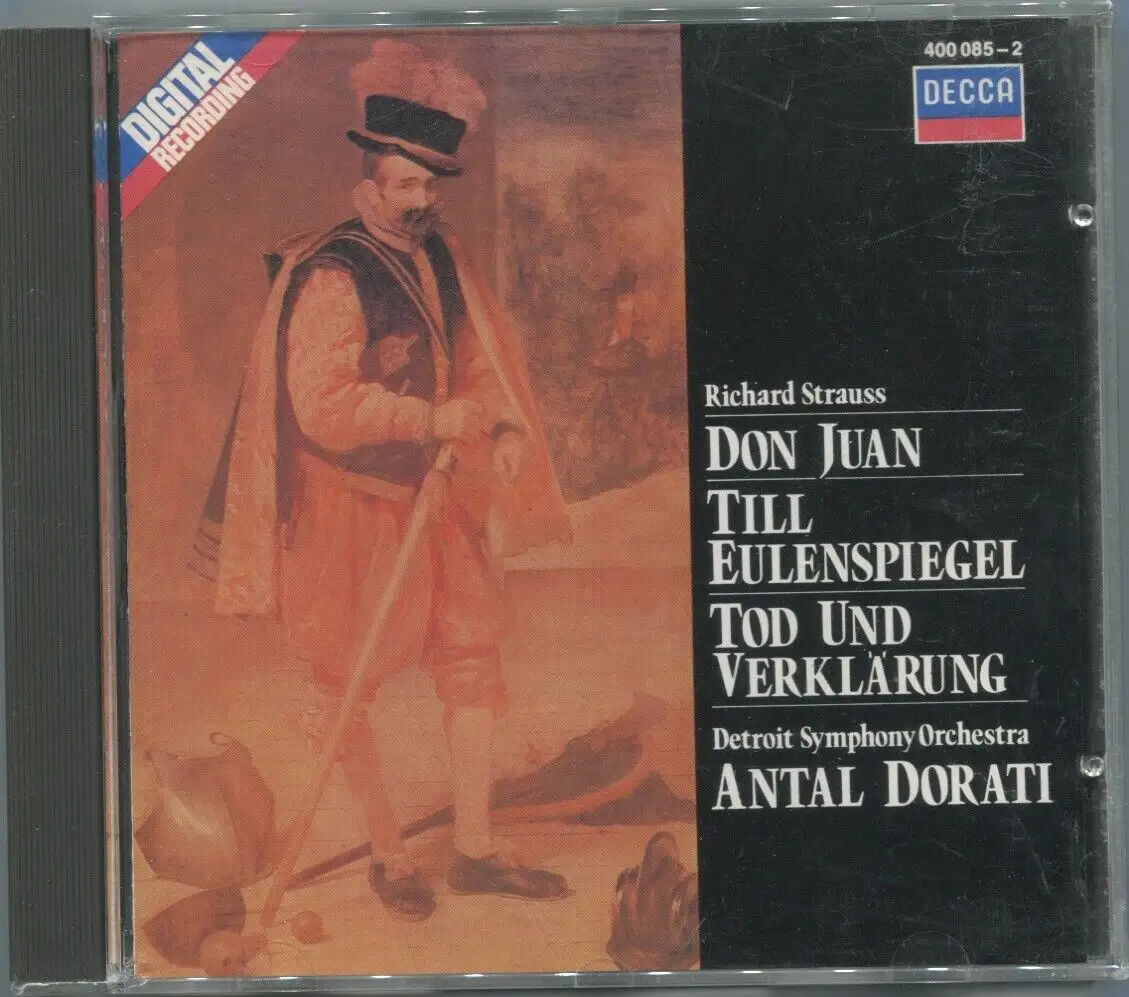 DIGITAL
RECORDING
400 085-2
DECCA
Richard Strauss
DON JUAN
TILL
EULENSPIEGEL
TOD UND
VERKLÄRUNG
Detroit Symphony Orchestra
ANTAL DORATI